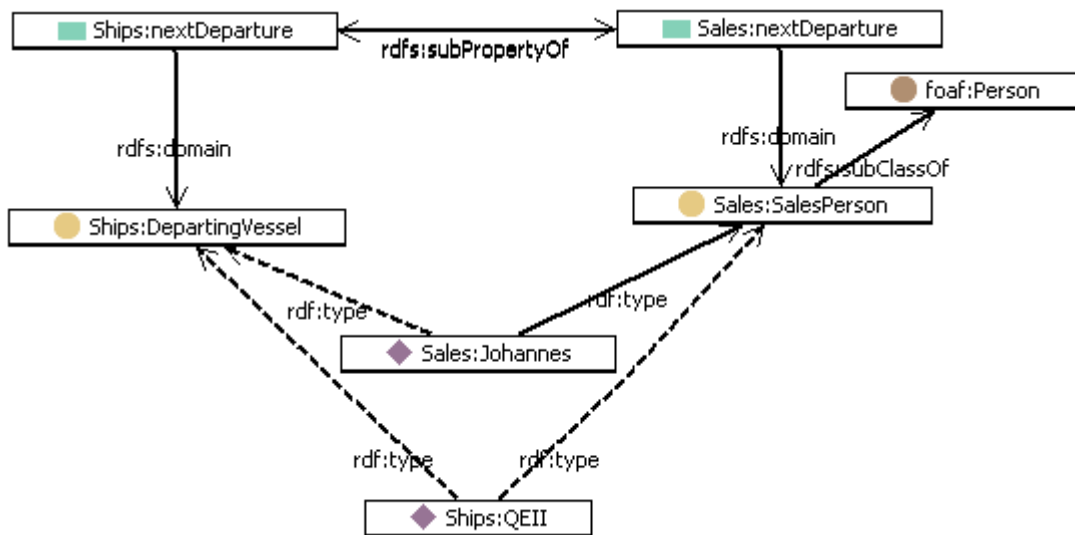 Ships:nextDeparture
Sales:nextDeparture
rdfs:subPropertyOf
foaf:Person
rdfs:domain
rdfs:domain
rdfs:subClassOf
Ships:DepartingVessel
Sales:SalesPerson
rdf:type
rdf:type
Sales:Johannes
rdf:type
rdf:type
Ships:QEII